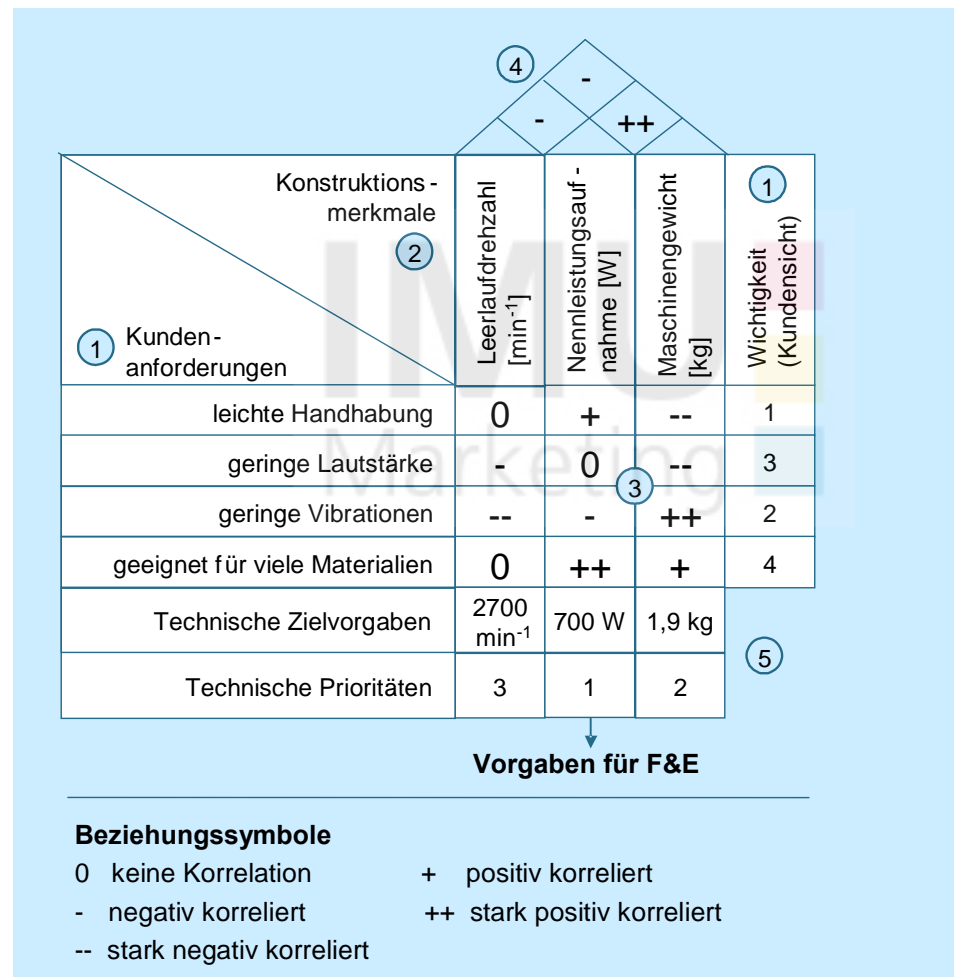 4
-
-
++
Konstruktions-
merkmale
2
1
Kunden-
anforderungen
Leerlaufdrehzahl
[min⁻¹]
Nennleistungsauf-
nahme [W]
Maschinengewicht
[kg]
1
Wichtigkeit
(Kundensicht)
leichte Handhabung 0 + -- 1
geringe Lautstärke - 0 -- 3
3
geringe Vibrationen -- - ++ 2
geeignet für viele Materialien 0 ++ + 4
Technische Zielvorgaben 2700 min⁻¹ 700 W 1,9 kg
5
Technische Prioritäten 3 1 2
Vorgaben für F&E
IMU
Marketing
Beziehungssymbole
0 keine Korrelation + positiv korreliert
- negativ korreliert ++ stark positiv korreliert
-- stark negativ korreliert